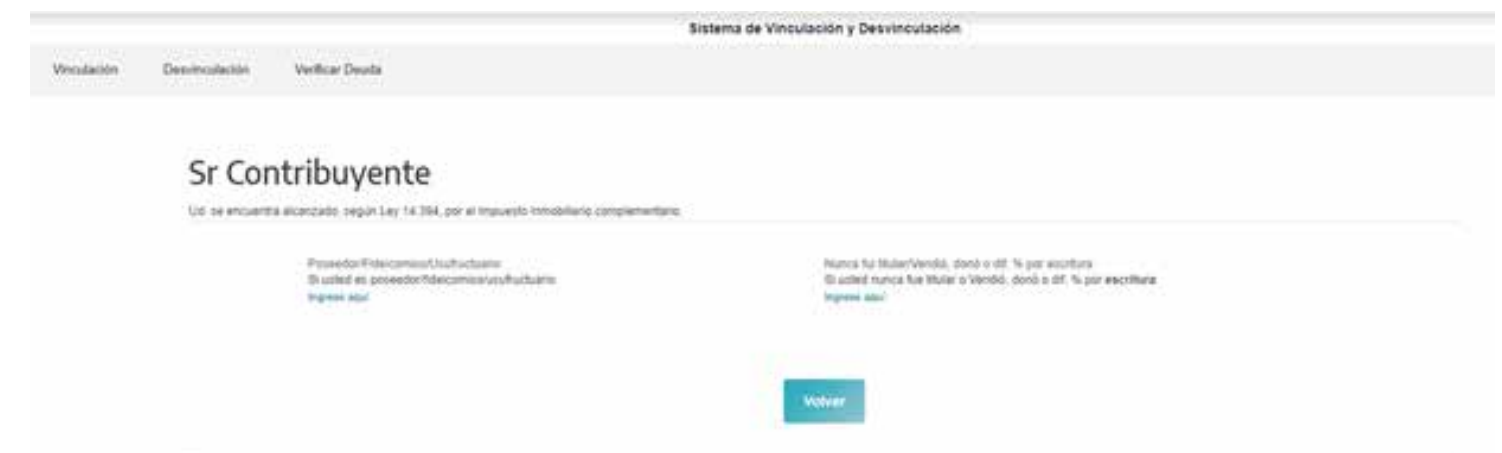 Sistema de Vinculación y Desvinculación
Vinculación Desvinculación Verificar Deuda
Sr Contribuyente
Ud. se encuentra alcanzado, según Ley 14.394, por el Impuesto Inmobiliario complementario.
Poseedor/Fideicomiso/Usufructuario
Si usted es poseedor/fideicomiso/usufructuario
Ingrese aquí
Nunca fui titular/Vendió, donó o dif. % por escritura
Si usted nunca fue titular o Vendió, donó o dif. % por escritura
Ingrese aquí
Volver